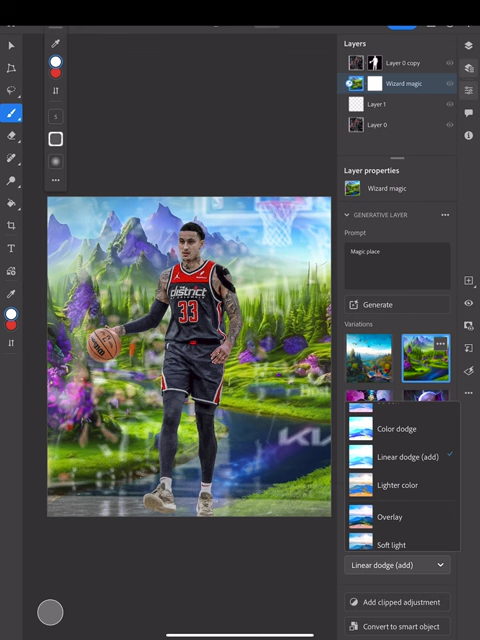 Layers
Layer 0 copy
Wizard magic
Layer 1
Layer 0
Layer properties
Wizard magic
GENERATIVE LAYER
Prompt
Magic place
Generate
Variations
Color dodge
Linear dodge (add)
Lighter color
Overlay
Soft light
Linear dodge (add)
Add clipped adjustment
Convert to smart object
5
district
33
KIA